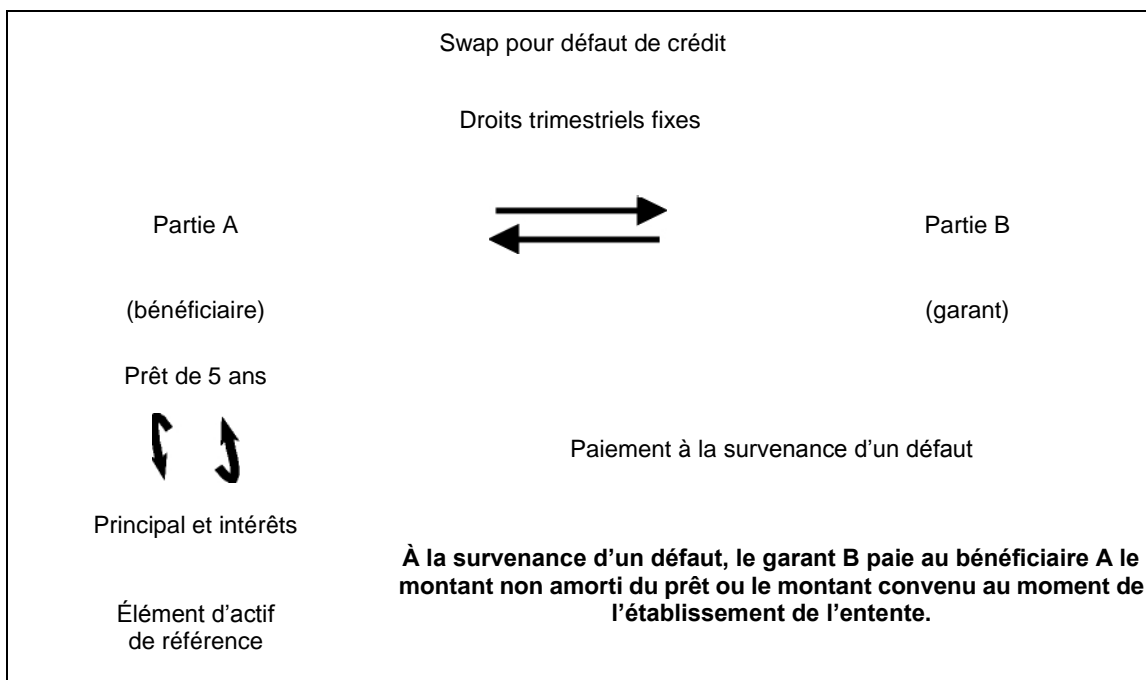 Swap pour défaut de crédit
Droits trimestriels fixes
Partie A
Partie B
(bénéficiaire)
(garant)
Prêt de 5 ans
Paiement à la survenance d’un défaut
Principal et intérêts
À la survenance d’un défaut, le garant B paie au bénéficiaire A le
montant non amorti du prêt ou le montant convenu au moment de
l’établissement de l’entente.
Élément d’actif
de référence